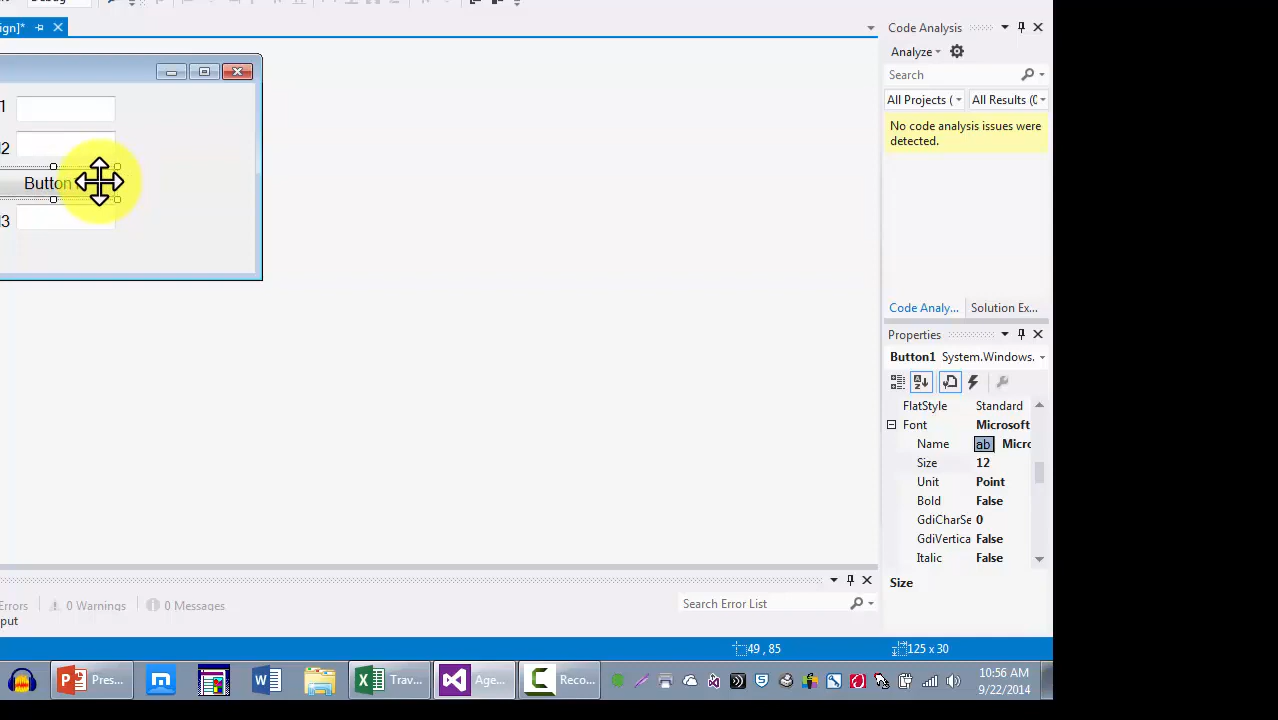 ign]*
Code Analysis
Analyze
Search
All Projects (
All Results (0
No code analysis issues were
detected.
1
2
Button
3
Code Analy...
Solution Ex...
Properties
Button1 System.Windows.
FlatStyle Standard
Font Microsoft
Name ab Micro
Size 12
Unit Point
Bold False
GdiCharSe 0
GdiVertica False
Italic False
Size
Errors
0 Warnings
0 Messages
Search Error List
put
49 , 85
125 x 30
Pres...
Trav...
Age...
Reco...
10:56 AM
9/22/2014